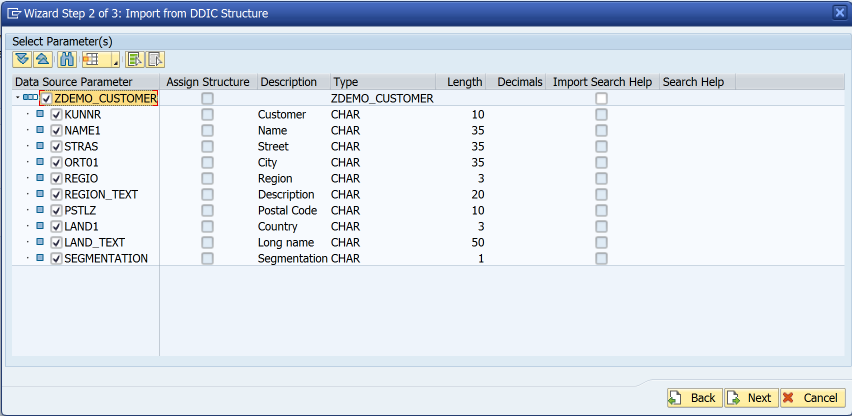 Wizard Step 2 of 3: Import from DDIC Structure
Select Parameter(s)
Data Source Parameter Assign Structure Description Type Length Decimals Import Search Help Search Help
ZDEMO_CUSTOMER ZDEMO_CUSTOMER
KUNNR Customer CHAR 10
NAME1 Name CHAR 35
STRAS Street CHAR 35
ORT01 City CHAR 35
REGIO Region CHAR 3
REGION_TEXT Description CHAR 20
PSTLZ Postal Code CHAR 10
LAND1 Country CHAR 3
LAND_TEXT Long name CHAR 50
SEGMENTATION Segmentation CHAR 1
Back Next Cancel